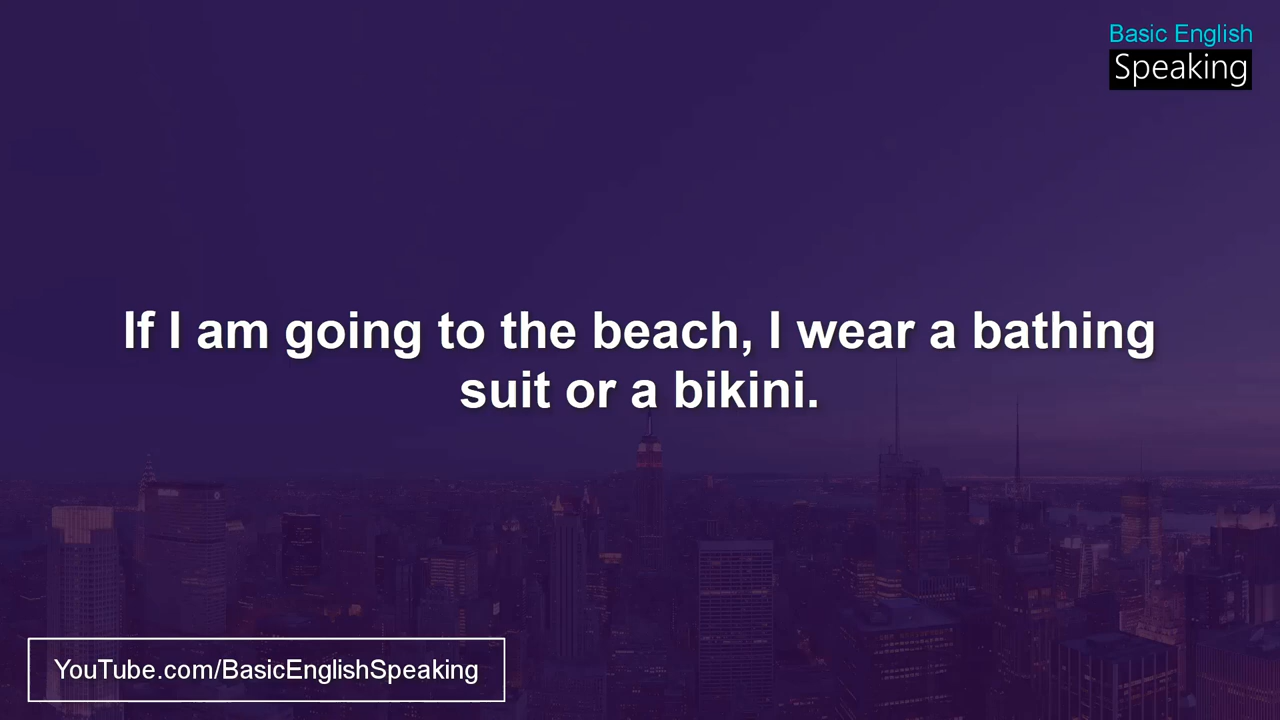 Basic English
Speaking
If I am going to the beach, I wear a bathing
suit or a bikini.
YouTube.com/BasicEnglishSpeaking